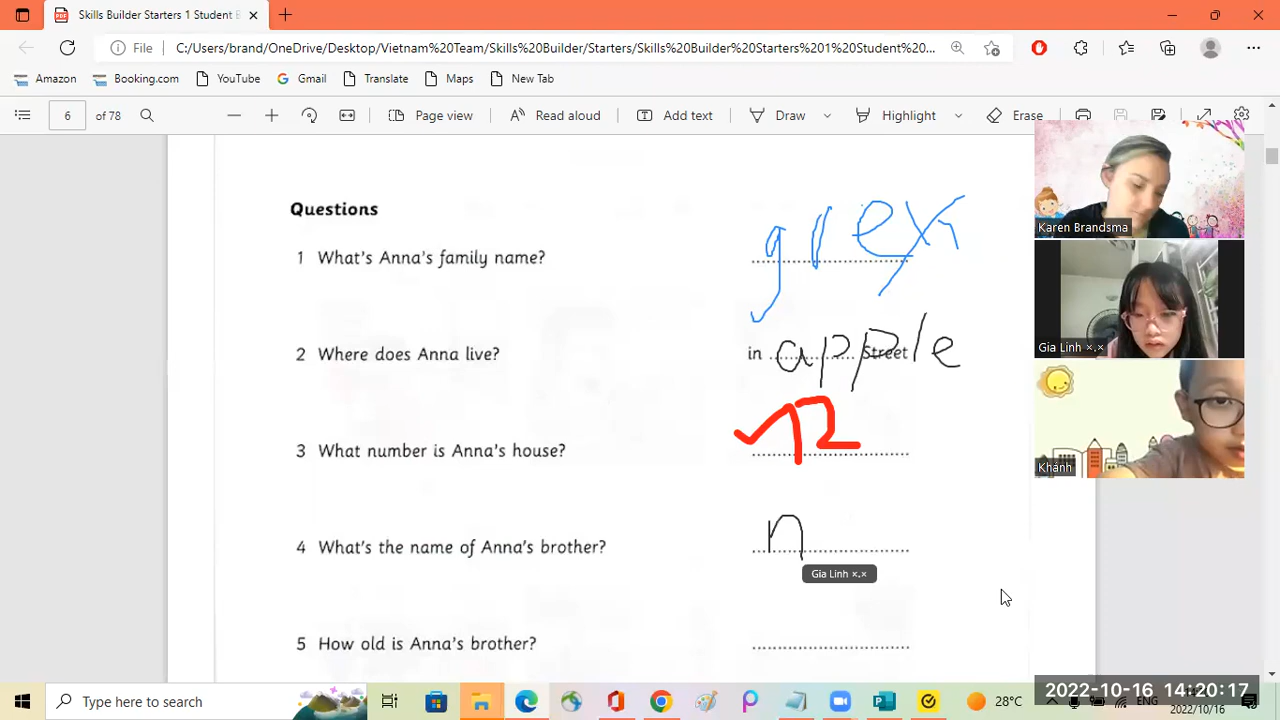 Skills Builder Starters 1 Student E
File C:/Users/brand/OneDrive/Desktop/Vietnam%20Team/Skills%20Builder/Starters/Skills%20Builder%20Starters%201%20Student%20...
Amazon Booking.com YouTube Gmail Translate Maps New Tab
6 of 78 Page view Read aloud Add text Draw Highlight Erase
Questions
1 What's Anna's family name?
2 Where does Anna live? in apple Street
3 What number is Anna's house? 12
4 What's the name of Anna's brother? n
Gia Linh ×.×
5 How old is Anna's brother?
Karen Brandsma
Gia Linh ×.×
Khánh
Type here to search 28°C ENG
2022-10-16 14:20:17
2022/10/16